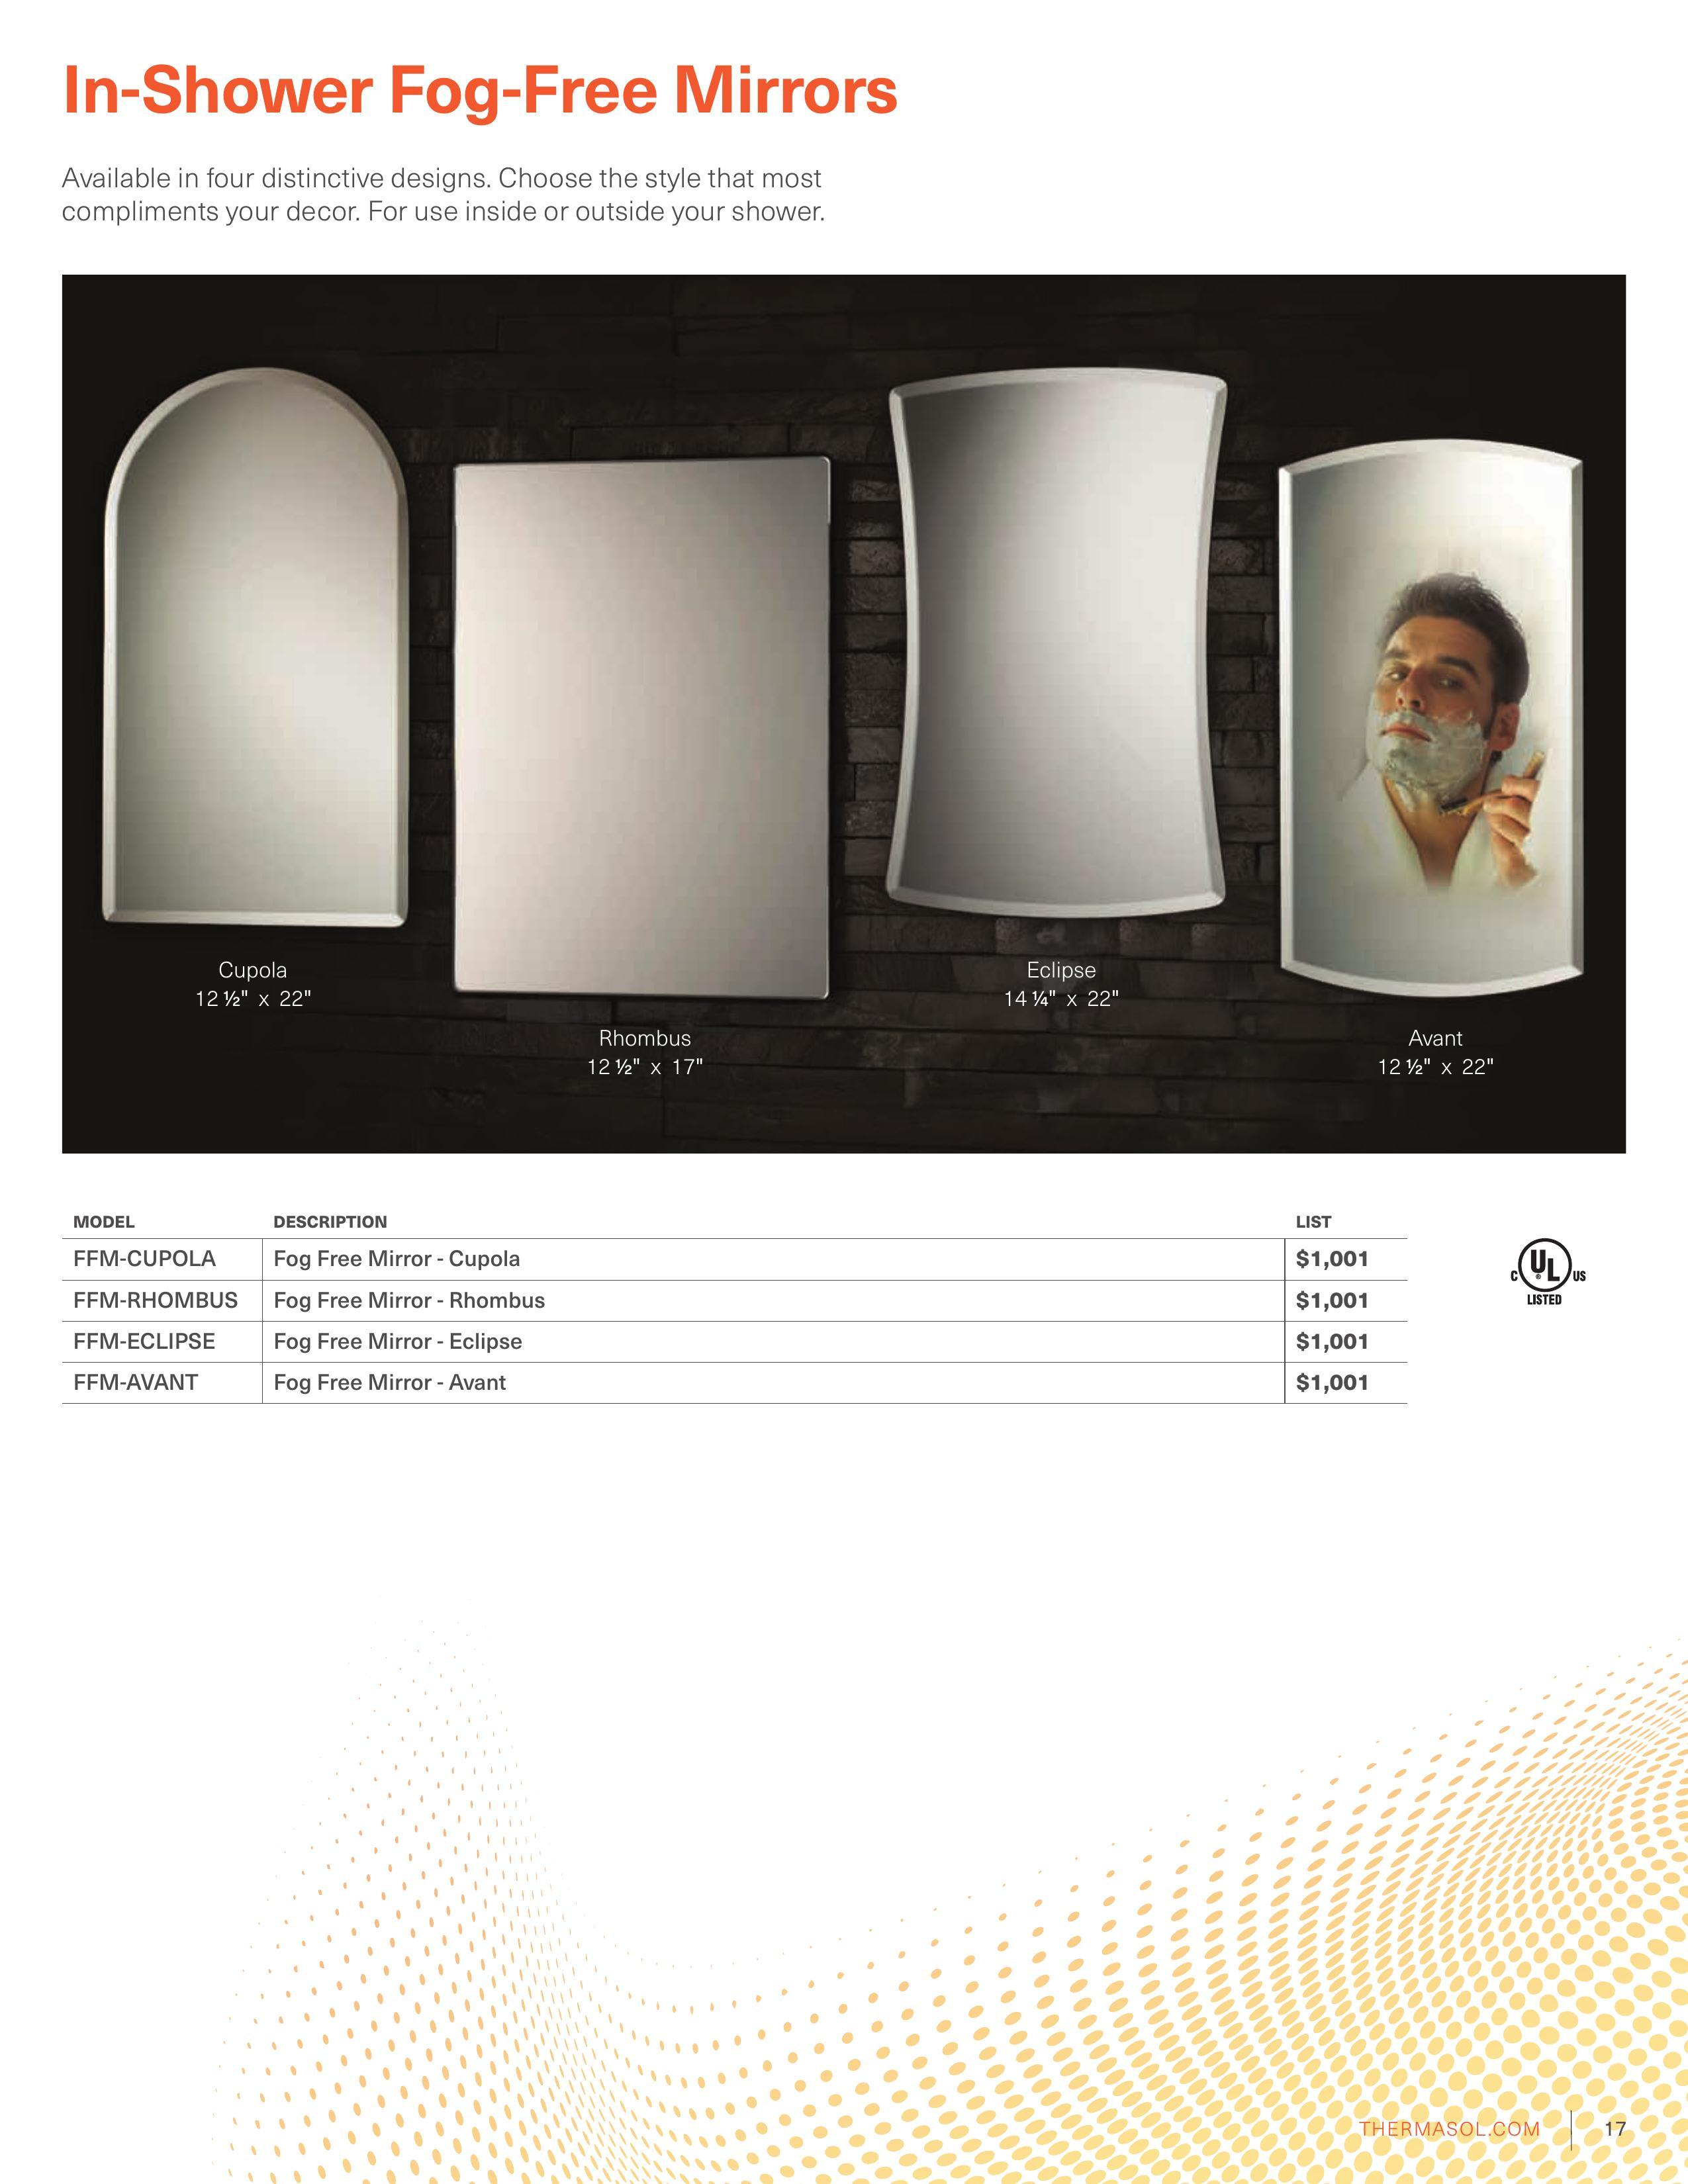 In-Shower Fog-Free Mirrors
Available in four distinctive designs. Choose the style that most
compliments your decor. For use inside or outside your shower.
Cupola
12 ½" x 22"
Rhombus
12 ½" x 17"
Eclipse
14 ¼" x 22"
Avant
12 ½" x 22"
MODEL DESCRIPTION LIST
FFM-CUPOLA Fog Free Mirror - Cupola $1,001
FFM-RHOMBUS Fog Free Mirror - Rhombus $1,001
FFM-ECLIPSE Fog Free Mirror - Eclipse $1,001
FFM-AVANT Fog Free Mirror - Avant $1,001
C UL ® US
LISTED
THERMASOL.COM 17